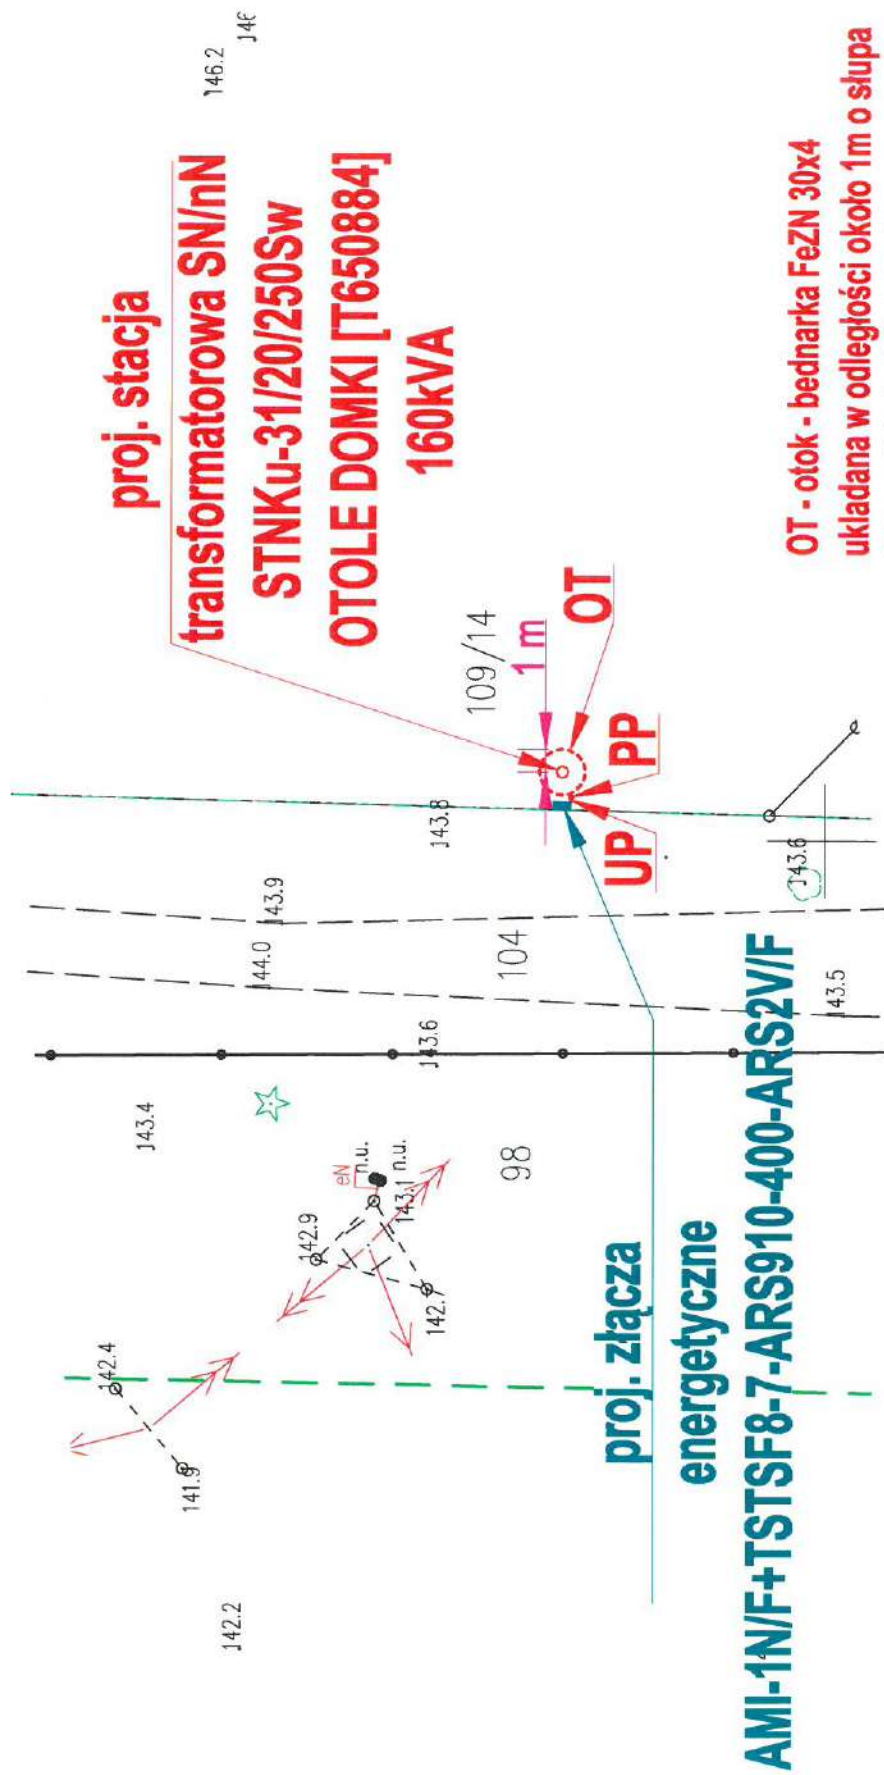 proj. stacja
transformatorowa SN/nN
STNKu-31/20/250Sw
OTOLE DOMKI [T650884]
160kVA
146.2
109/14
1 m
OT
PP
UP
OT - otok - bednarka FeZN 30x4
układana w odległości około 1m o słupa
143.8
143.9
144.0
104
143.6
143.5
143.6
143.4
eN
n.u.
n.u.
143.1
142.9
142.7
98
142.4
141.9
142.2
proj. złącza
energetyczne
AMI-1N/F+TSTSF8-7-ARS910-400-ARS2V/F